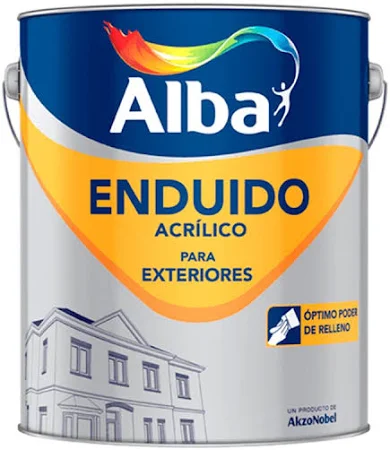 Alba
ENDUIDO
ACRÍLICO
PARA
EXTERIORES
ÓPTIMO PODER
DE RELLENO
UN PRODUCTO DE
AkzoNobel